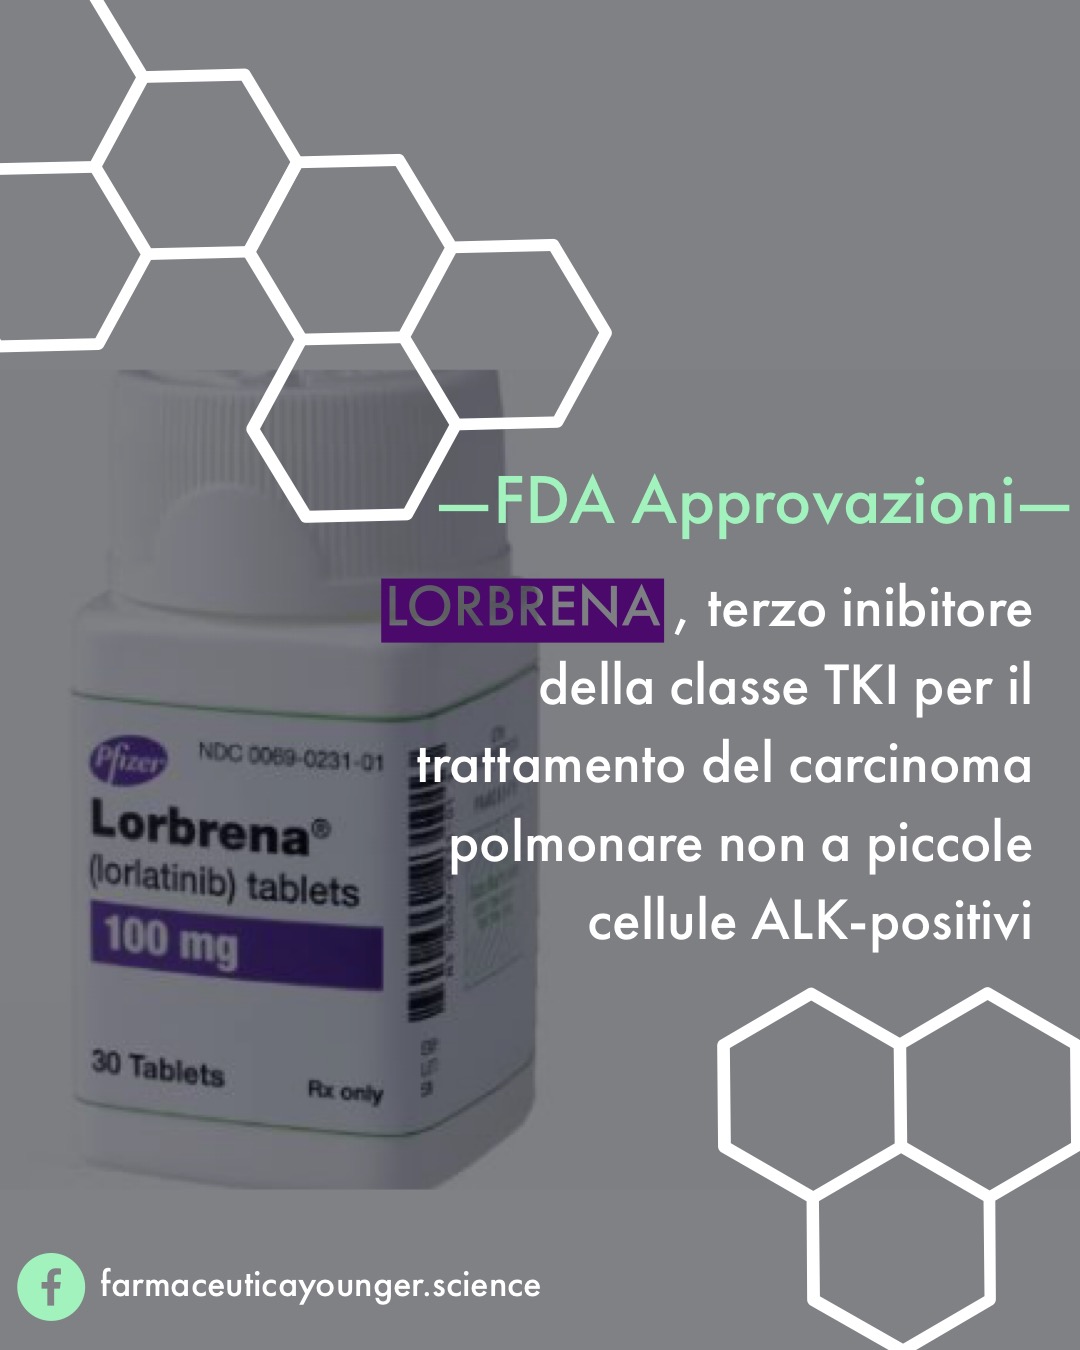 —FDA Approvazioni—
LORBRENA , terzo inibitore
della classe TKI per il
trattamento del carcinoma
polmonare non a piccole
cellule ALK-positivi
Pfizer
NDC 0069-0231-01
Lorbrena®
(lorlatinib) tablets
100 mg
30 Tablets
Rx only
farmaceuticayounger.science